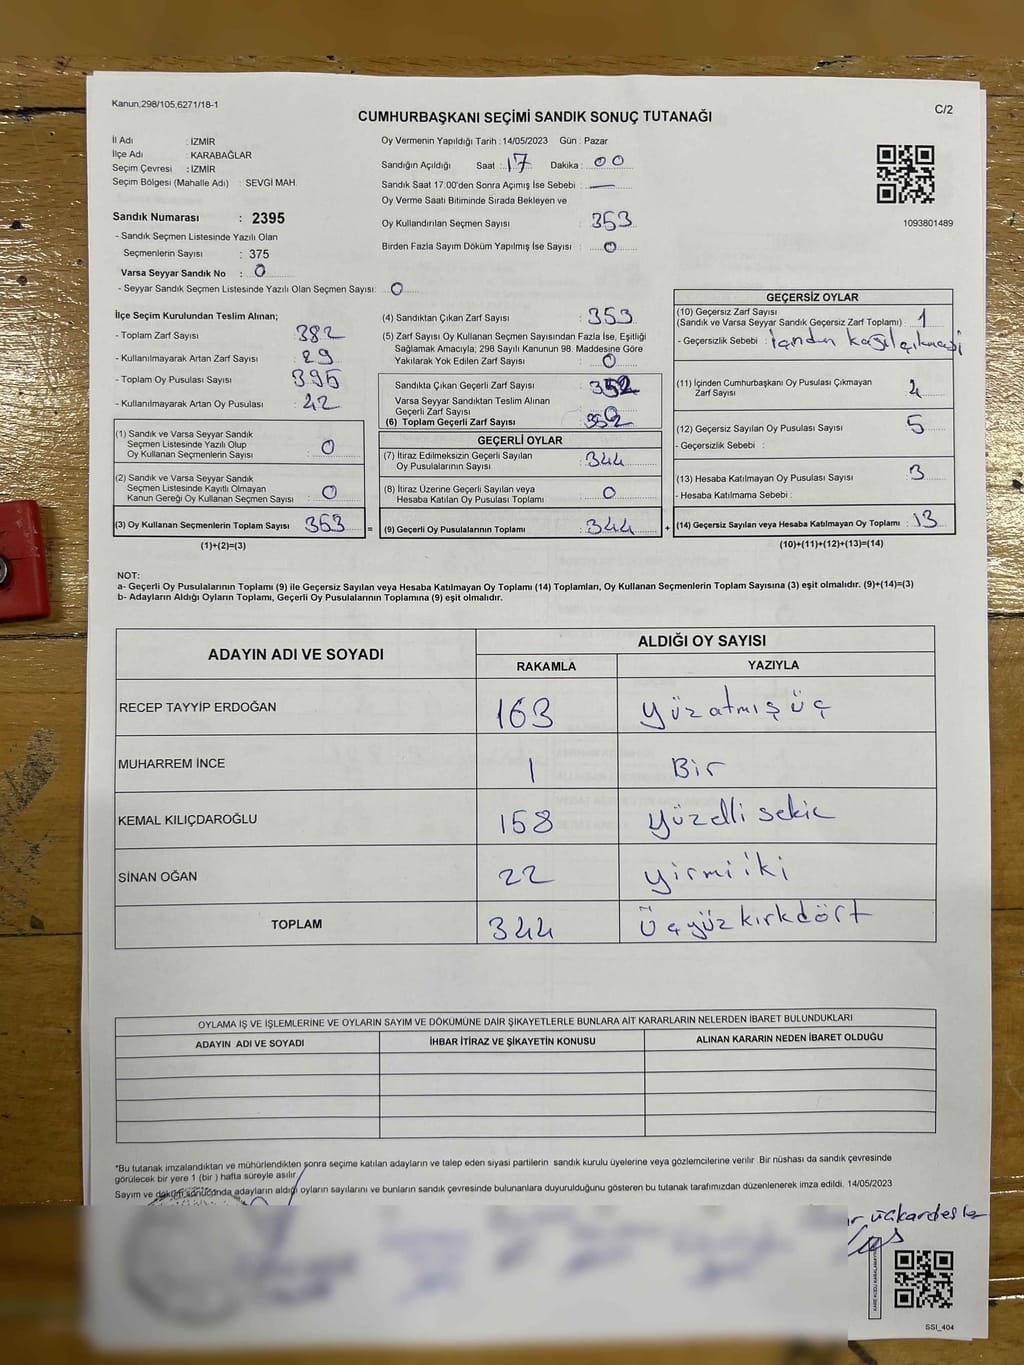 Kanun,298/105,6271/18-1
C/2
CUMHURBAŞKANI SEÇİMİ SANDIK SONUÇ TUTANAĞI
İl Adı : İZMİR
İlçe Adı : KARABAĞLAR
Seçim Çevresi : İZMİR
Seçim Bölgesi (Mahalle Adı) : SEVGİ MAH.
Oy Vermenin Yapıldığı Tarih : 14/05/2023 Gün : Pazar
Sandığın Açıldığı Saat : 17 Dakika : 00
Sandık Saat 17:00'den Sonra Açımış İse Sebebi : —
Oy Verme Saati Bitiminde Sırada Bekleyen ve
Oy Kullandırılan Seçmen Sayısı : 353
Birden Fazla Sayım Döküm Yapılmış İse Sayısı : 0
1093801489
Sandık Numarası : 2395
- Sandık Seçmen Listesinde Yazılı Olan
Seçmenlerin Sayısı : 375
Varsa Seyyar Sandık No : 0
- Seyyar Sandık Seçmen Listesinde Yazılı Olan Seçmen Sayısı: 0
İlçe Seçim Kurulundan Teslim Alınan;
- Toplam Zarf Sayısı : 382
- Kullanılmayarak Artan Zarf Sayısı : 29
- Toplam Oy Pusulası Sayısı : 395
- Kullanılmayarak Artan Oy Pusulası : 42
(1) Sandık ve Varsa Seyyar Sandık
Seçmen Listesinde Yazılı Olup
Oy Kullanan Seçmenlerin Sayısı : 0
(2) Sandık ve Varsa Seyyar Sandık
Seçmen Listesinde Kayıtlı Olmayan
Kanun Gereği Oy Kullanan Seçmen Sayısı : 0
(3) Oy Kullanan Seçmenlerin Toplam Sayısı : 353 =
(1)+(2)=(3)
(4) Sandıktan Çıkan Zarf Sayısı : 353
(5) Zarf Sayısı Oy Kullanan Seçmen Sayısından Fazla İse, Eşitliği
Sağlamak Amacıyla; 298 Sayılı Kanunun 98. Maddesine Göre
Yakılarak Yok Edilen Zarf Sayısı : 0
Sandıkta Çıkan Geçerli Zarf Sayısı : 352
Varsa Seyyar Sandıktan Teslim Alınan
Geçerli Zarf Sayısı : 0
(6) Toplam Geçerli Zarf Sayısı : 352
GEÇERLİ OYLAR
(7) İtiraz Edilmeksizin Geçerli Sayılan
Oy Pusulalarının Sayısı : 344
(8) İtiraz Üzerine Geçerli Sayılan veya
Hesaba Katılan Oy Pusulası Toplamı : 0
(9) Geçerli Oy Pusulalarının Toplamı : 344 +
GEÇERSİZ OYLAR
(10) Geçersiz Zarf Sayısı
(Sandık ve Varsa Seyyar Sandık Geçersiz Zarf Toplamı) : 1
- Geçersizlik Sebebi :
(11) İçinden Cumhurbaşkanı Oy Pusulası Çıkmayan
Zarf Sayısı : 4
(12) Geçersiz Sayılan Oy Pusulası Sayısı : 5
- Geçersizlik Sebebi :
(13) Hesaba Katılmayan Oy Pusulası Sayısı : 3
- Hesaba Katılmama Sebebi :
(14) Geçersiz Sayılan veya Hesaba Katılmayan Oy Toplamı : 13
(10)+(11)+(12)+(13)=(14)
NOT:
a- Geçerli Oy Pusulalarının Toplamı (9) ile Geçersiz Sayılan veya Hesaba Katılmayan Oy Toplamı (14) Toplamları, Oy Kullanan Seçmenlerin Toplam Sayısına (3) eşit olmalıdır. (9)+(14)=(3)
b- Adayların Aldığı Oyların Toplamı, Geçerli Oy Pusulalarının Toplamına (9) eşit olmalıdır.
ADAYIN ADI VE SOYADI ALDIĞI OY SAYISI
RAKAMLA YAZIYLA
RECEP TAYYİP ERDOĞAN 163 yüzatmışüç
MUHARREM İNCE 1 Bir
KEMAL KILIÇDAROĞLU 158 yüzelli sekiz
SİNAN OĞAN 22 yirmiiki
TOPLAM 344 Üçyüzkırkdört
OYLAMA İŞ VE İŞLEMLERİNE VE OYLARIN SAYIM VE DÖKÜMÜNE DAİR ŞİKAYETLERLE BUNLARA AİT KARARLARIN NELERDEN İBARET BULUNDUKLARI
ADAYIN ADI VE SOYADI İHBAR İTİRAZ VE ŞİKAYETİN KONUSU ALINAN KARARIN NEDEN İBARET OLDUĞU
*Bu tutanak imzalandıktan ve mühürlendikten sonra seçime katılan adayların ve talep eden siyasi partilerin sandık kurulu üyelerine veya gözlemcilerine verilir .Bir nüshası da sandık çevresinde
görülecek bir yere 1 (bir ) hafta süreyle asılır.
Sayım ve döküm sonucunda adayların aldığı oyların sayılarını ve bunların sandık çevresinde bulunanlara duyurulduğunu gösteren bu tutanak tarafımızdan düzenlenerek imza edildi. 14/05/2023
SSI_404